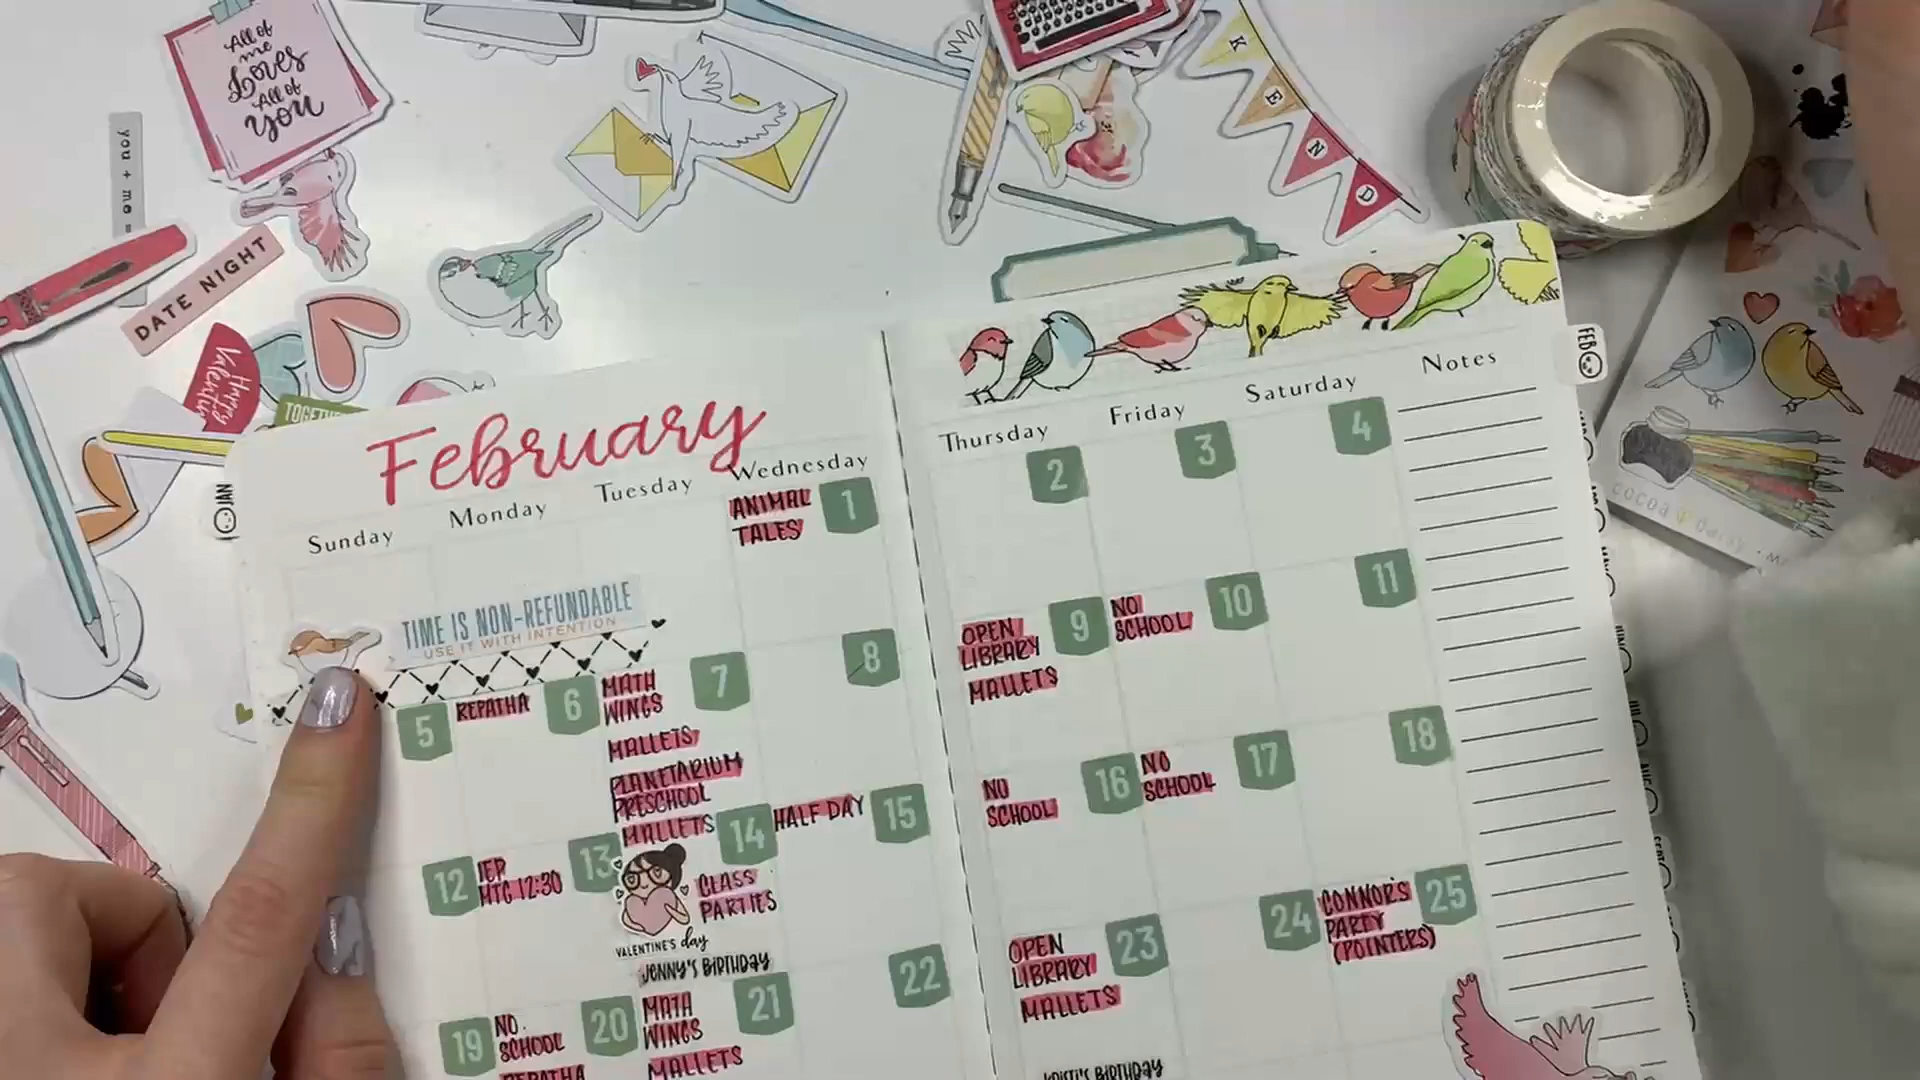 All of
me
Loves
All of
you
you + me =
DATE NIGHT
Happy
K
E
N
D
FEB
JAN
February
Sunday
Monday
Tuesday
Wednesday
Thursday
Friday
Saturday
Notes
ANIMAL
TALES
1
2
3
4
TIME IS NON-REFUNDABLE
USE IT WITH INTENTION
5
REPATHA
6
MATH
WINGS
MALLETS
PLANETARIUM
PRESCHOOL
7
8
OPEN
LIBRARY
MALLETS
9
NO
SCHOOL
10
11
12
IEP
MTG 12:30
13
MALLETS
14
CLASS
PARTIES
VALENTINE'S day
JENNY'S BIRTHDAY
HALF DAY
15
NO
SCHOOL
16
NO
SCHOOL
17
18
19
NO
SCHOOL
REPATHA
20
MATH
WINGS
MALLETS
21
22
OPEN
LIBRARY
MALLETS
23
24
CONNOR'S
PARTY
(POINTERS)
25
KRISTI'S BIRTHDAY
cocoa